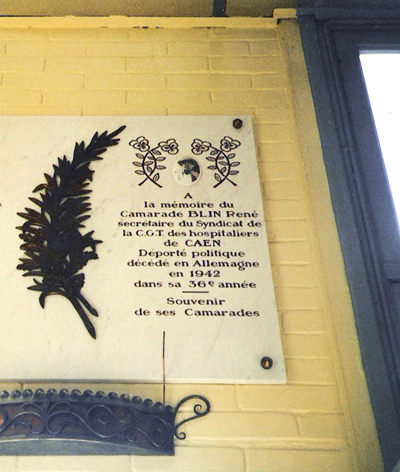 A
la mémoire du
Camarade BLIN René
secrétaire du Syndicat de
la C.G.T. des hospitaliers
de CAEN
Déporté politique
décédé en Allemagne
en 1942
dans sa 36e année
Souvenir
de ses Camarades